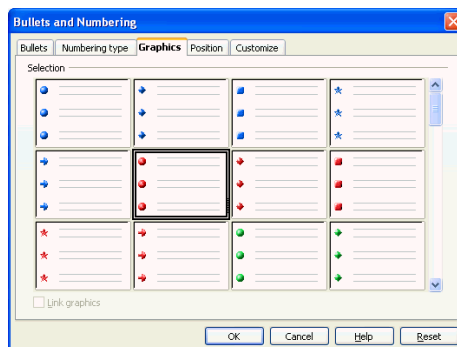 Bullets and Numbering
Bullets Numbering type Graphics Position Customize
Selection
Link graphics
OK Cancel Help Reset